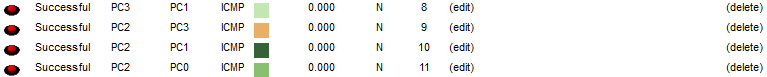 Successful PC3 PC1 ICMP 0.000 N 8 (edit) (delete)
Successful PC2 PC3 ICMP 0.000 N 9 (edit) (delete)
Successful PC2 PC1 ICMP 0.000 N 10 (edit) (delete)
Successful PC2 PC0 ICMP 0.000 N 11 (edit) (delete)